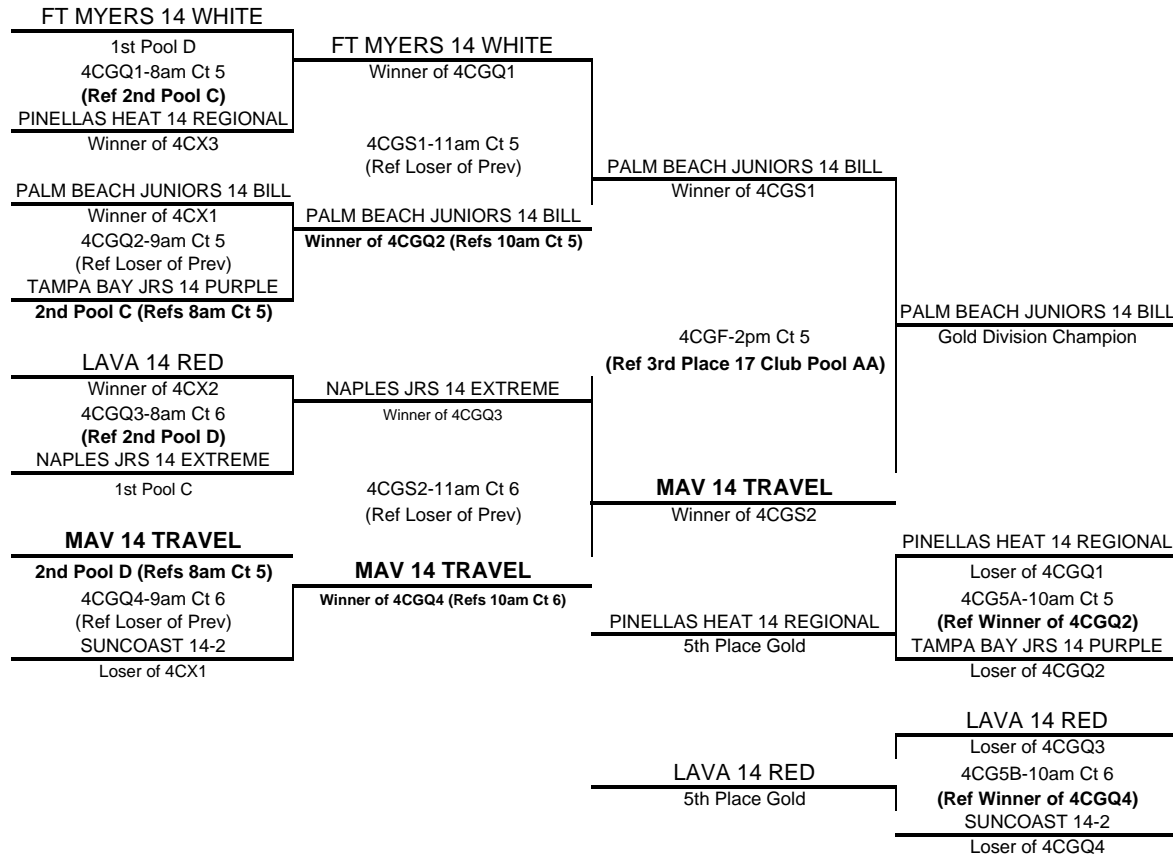 FT MYERS 14 WHITE
1st Pool D
4CGQ1-8am Ct 5
(Ref 2nd Pool C)
PINELLAS HEAT 14 REGIONAL
Winner of 4CX3
PALM BEACH JUNIORS 14 BILL
Winner of 4CX1
4CGQ2-9am Ct 5
(Ref Loser of Prev)
TAMPA BAY JRS 14 PURPLE
2nd Pool C (Refs 8am Ct 5)
LAVA 14 RED
Winner of 4CX2
4CGQ3-8am Ct 6
(Ref 2nd Pool D)
NAPLES JRS 14 EXTREME
1st Pool C
MAV 14 TRAVEL
2nd Pool D (Refs 8am Ct 5)
4CGQ4-9am Ct 6
(Ref Loser of Prev)
SUNCOAST 14-2
Loser of 4CX1
FT MYERS 14 WHITE
Winner of 4CGQ1
4CGS1-11am Ct 5
(Ref Loser of Prev)
PALM BEACH JUNIORS 14 BILL
Winner of 4CGQ2 (Refs 10am Ct 5)
NAPLES JRS 14 EXTREME
Winner of 4CGQ3
4CGS2-11am Ct 6
(Ref Loser of Prev)
MAV 14 TRAVEL
Winner of 4CGQ4 (Refs 10am Ct 6)
PALM BEACH JUNIORS 14 BILL
Winner of 4CGS1
4CGF-2pm Ct 5
(Ref 3rd Place 17 Club Pool AA)
MAV 14 TRAVEL
Winner of 4CGS2
PALM BEACH JUNIORS 14 BILL
Gold Division Champion
PINELLAS HEAT 14 REGIONAL
5th Place Gold
PINELLAS HEAT 14 REGIONAL
Loser of 4CGQ1
4CG5A-10am Ct 5
(Ref Winner of 4CGQ2)
TAMPA BAY JRS 14 PURPLE
Loser of 4CGQ2
LAVA 14 RED
5th Place Gold
LAVA 14 RED
Loser of 4CGQ3
4CG5B-10am Ct 6
(Ref Winner of 4CGQ4)
SUNCOAST 14-2
Loser of 4CGQ4